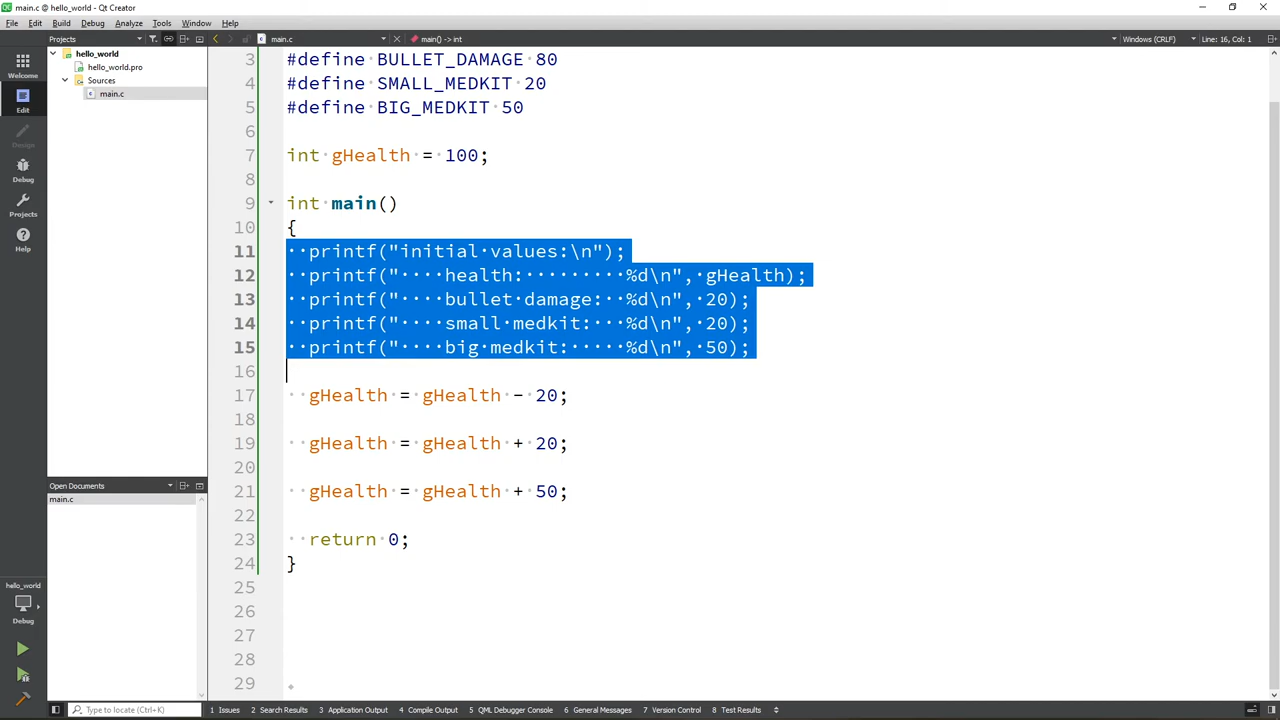 main.c @ hello_world - Qt Creator
File Edit Build Debug Analyze Tools Window Help
Projects
main.c
main() -> int
Windows (CRLF)
Line: 16, Col: 1
Welcome
Edit
Design
Debug
Projects
Help
hello_world
hello_world.pro
Sources
main.c
Open Documents
main.c
3 #define BULLET_DAMAGE 80
4 #define SMALL_MEDKIT 20
5 #define BIG_MEDKIT 50
6
7 int gHealth = 100;
8
9 int main()
10 {
11 printf("initial values:\n");
12 printf("     health:          %d\n", gHealth);
13 printf("     bullet damage:   %d\n", 20);
14 printf("     small medkit:    %d\n", 20);
15 printf("     big medkit:      %d\n", 50);
16
17 gHealth = gHealth - 20;
18
19 gHealth = gHealth + 20;
20
21 gHealth = gHealth + 50;
22
23 return 0;
24 }
25
26
27
28
29
hello_world
Debug
Type to locate (Ctrl+K)
1 Issues 2 Search Results 3 Application Output 4 Compile Output 5 QML Debugger Console 6 General Messages 7 Version Control 8 Test Results